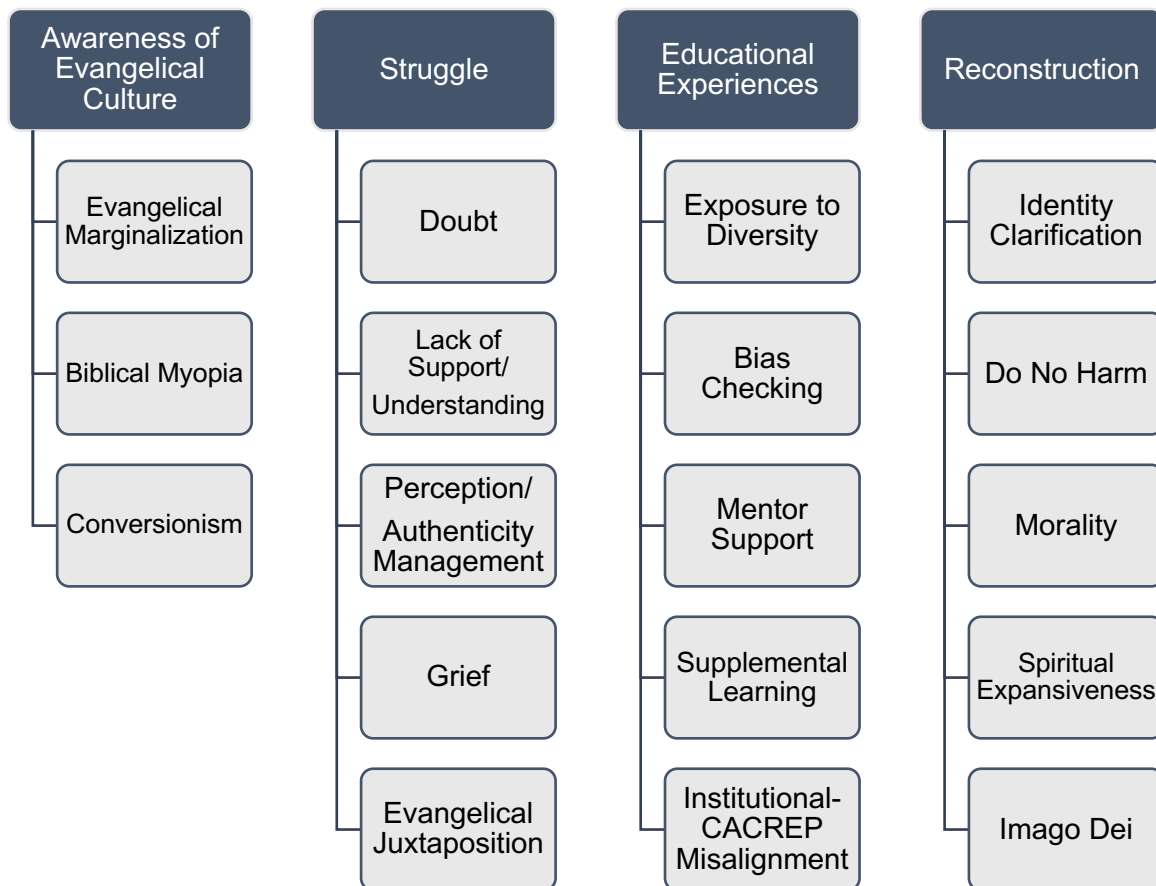 Awareness of
Evangelical
Culture
Evangelical
Marginalization
Biblical Myopia
Conversionism
Struggle
Doubt
Lack of
Support/
Understanding
Perception/
Authenticity
Management
Grief
Evangelical
Juxtaposition
Educational
Experiences
Exposure to
Diversity
Bias
Checking
Mentor
Support
Supplemental
Learning
Institutional-
CACREP
Misalignment
Reconstruction
Identity
Clarification
Do No Harm
Morality
Spiritual
Expansiveness
Imago Dei